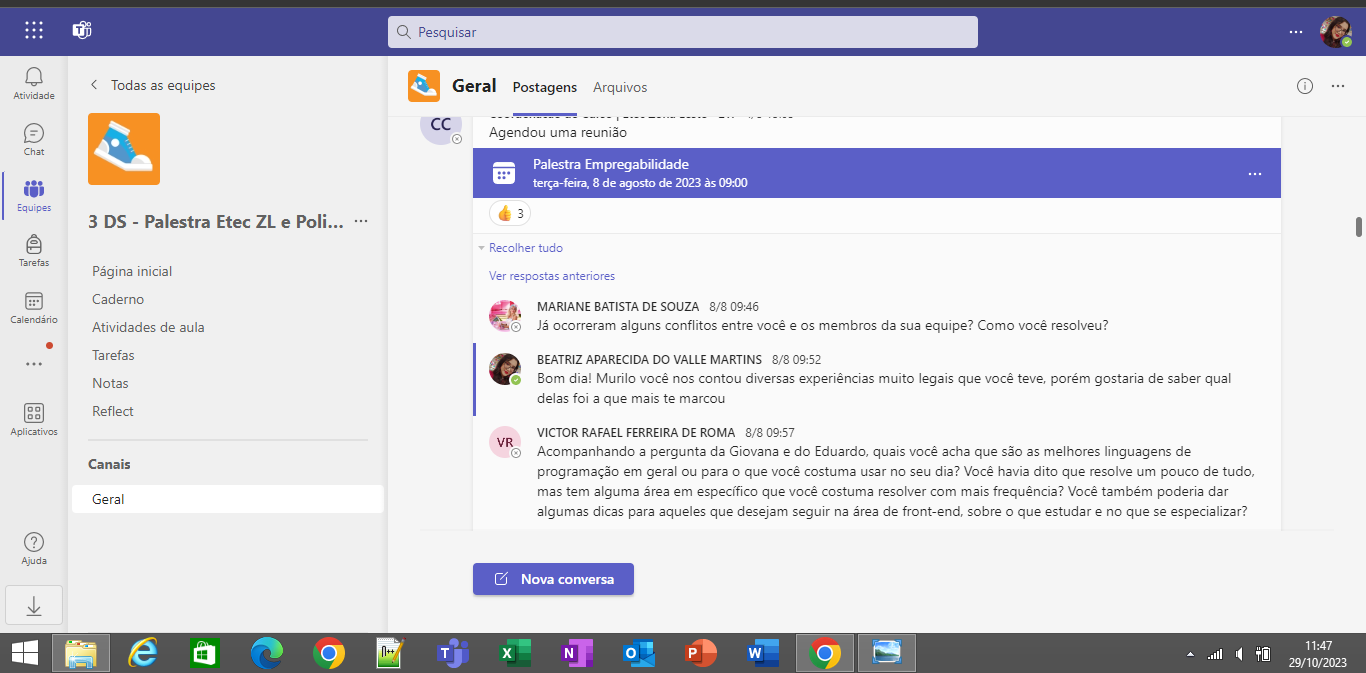 Pesquisar
Atividade
Chat
Equipes
Tarefas
Calendário
Aplicativos
Ajuda
Todas as equipes
3 DS - Palestra Etec ZL e Poli...
Página inicial
Caderno
Atividades de aula
Tarefas
Notas
Reflect
Canais
Geral
Geral
Postagens
Arquivos
CC
Agendou uma reunião
Palestra Empregabilidade
terça-feira, 8 de agosto de 2023 às 09:00
3
Recolher tudo
Ver respostas anteriores
MARIANE BATISTA DE SOUZA 8/8 09:46
Já ocorreram alguns conflitos entre você e os membros da sua equipe? Como você resolveu?
BEATRIZ APARECIDA DO VALLE MARTINS 8/8 09:52
Bom dia! Murilo você nos contou diversas experiências muito legais que você teve, porém gostaria de saber qual
delas foi a que mais te marcou
VR
VICTOR RAFAEL FERREIRA DE ROMA 8/8 09:57
Acompanhando a pergunta da Giovana e do Eduardo, quais você acha que são as melhores linguagens de
programação em geral ou para o que você costuma usar no seu dia? Você havia dito que resolve um pouco de tudo,
mas tem alguma área em específico que você costuma resolver com mais frequência? Você também poderia dar
algumas dicas para aqueles que desejam seguir na área de front-end, sobre o que estudar e no que se especializar?
Nova conversa
11:47
29/10/2023